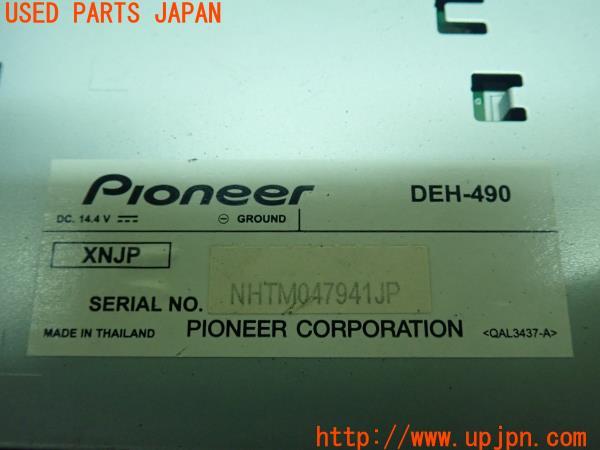 USED PARTS JAPAN
Pioneer DEH-490
DC. 14.4 V ⎓ ⊖ GROUND
XNJP
SERIAL NO. NHTM047941JP
MADE IN THAILAND PIONEER CORPORATION <QAL3437-A>
http://www.upjpn.com/